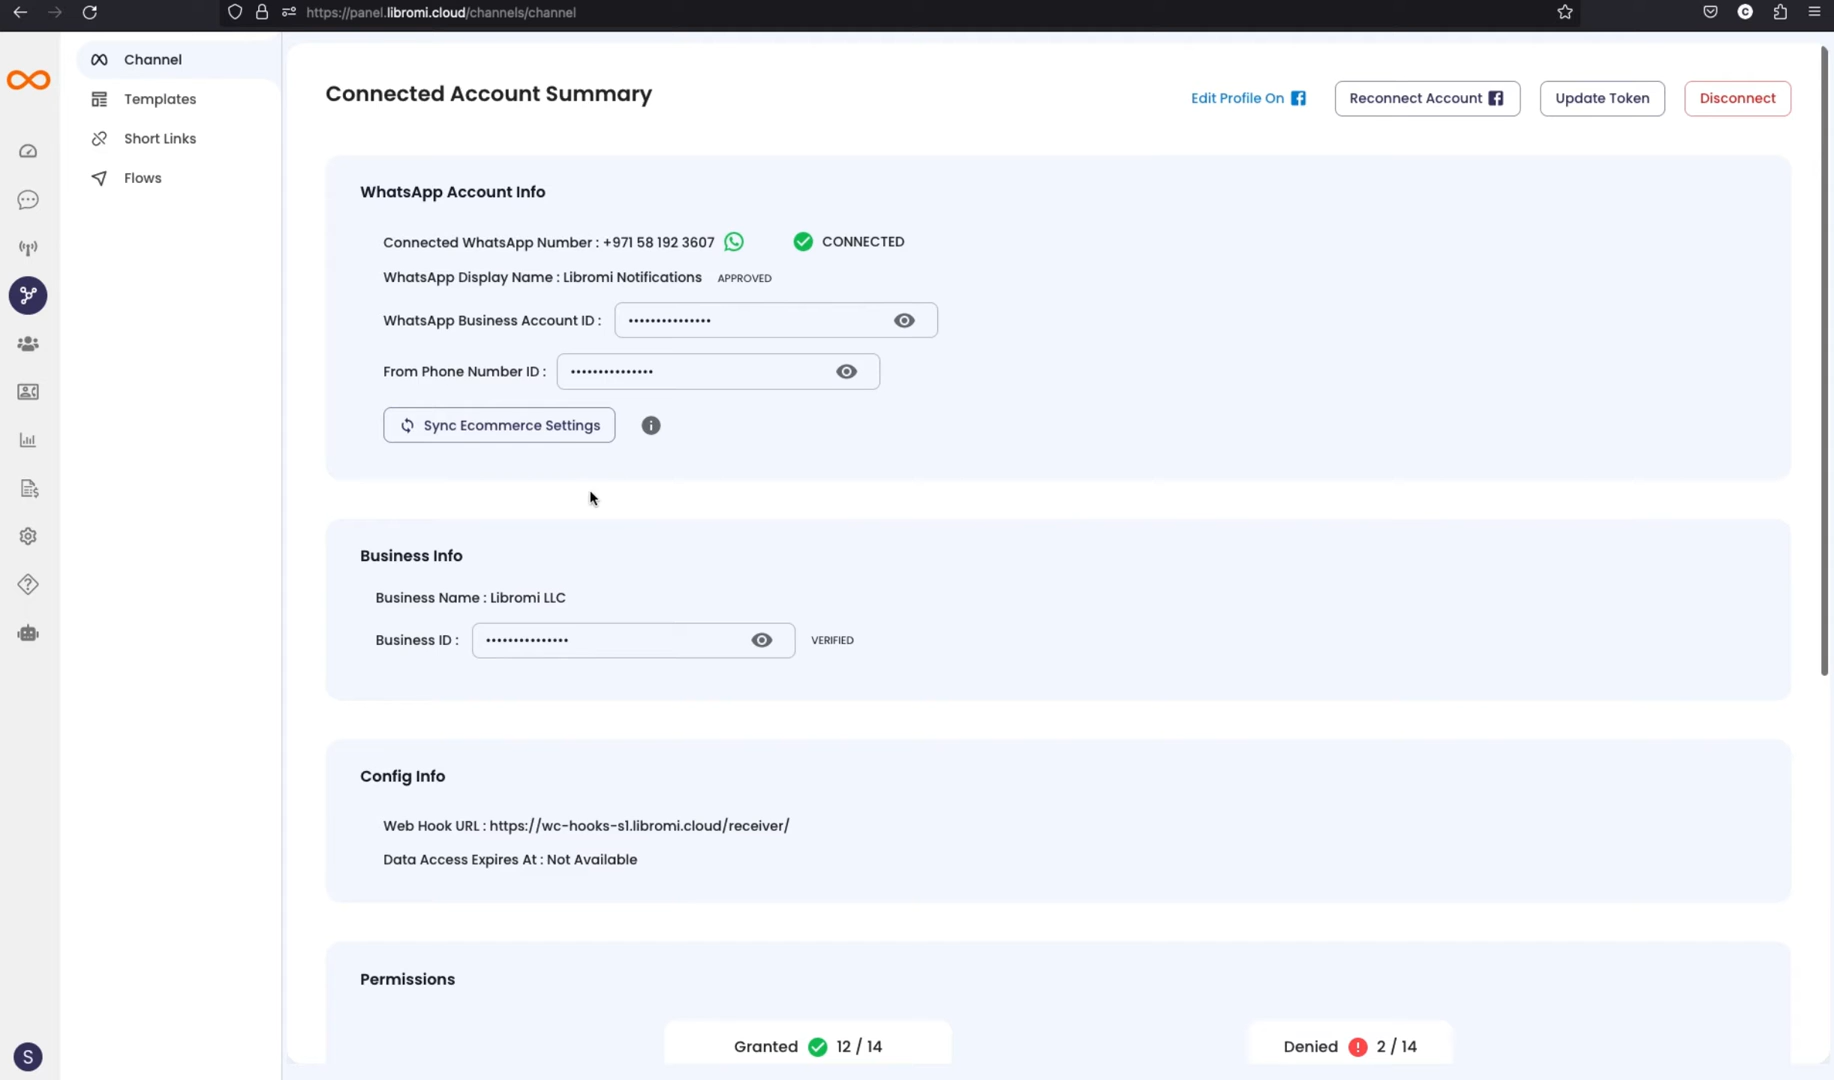 https://panel.libromi.cloud/channels/channel
C
Channel
Templates
Short Links
Flows
S
Connected Account Summary
Edit Profile On
Reconnect Account
Update Token
Disconnect
WhatsApp Account Info
Connected WhatsApp Number : +971 58 192 3607 CONNECTED
WhatsApp Display Name : Libromi Notifications APPROVED
WhatsApp Business Account ID : •••••••••••••••
From Phone Number ID : •••••••••••••••
Sync Ecommerce Settings
Business Info
Business Name : Libromi LLC
Business ID : ••••••••••••••• VERIFIED
Config Info
Web Hook URL : https://wc-hooks-s1.libromi.cloud/receiver/
Data Access Expires At : Not Available
Permissions
Granted 12 / 14
Denied 2 / 14